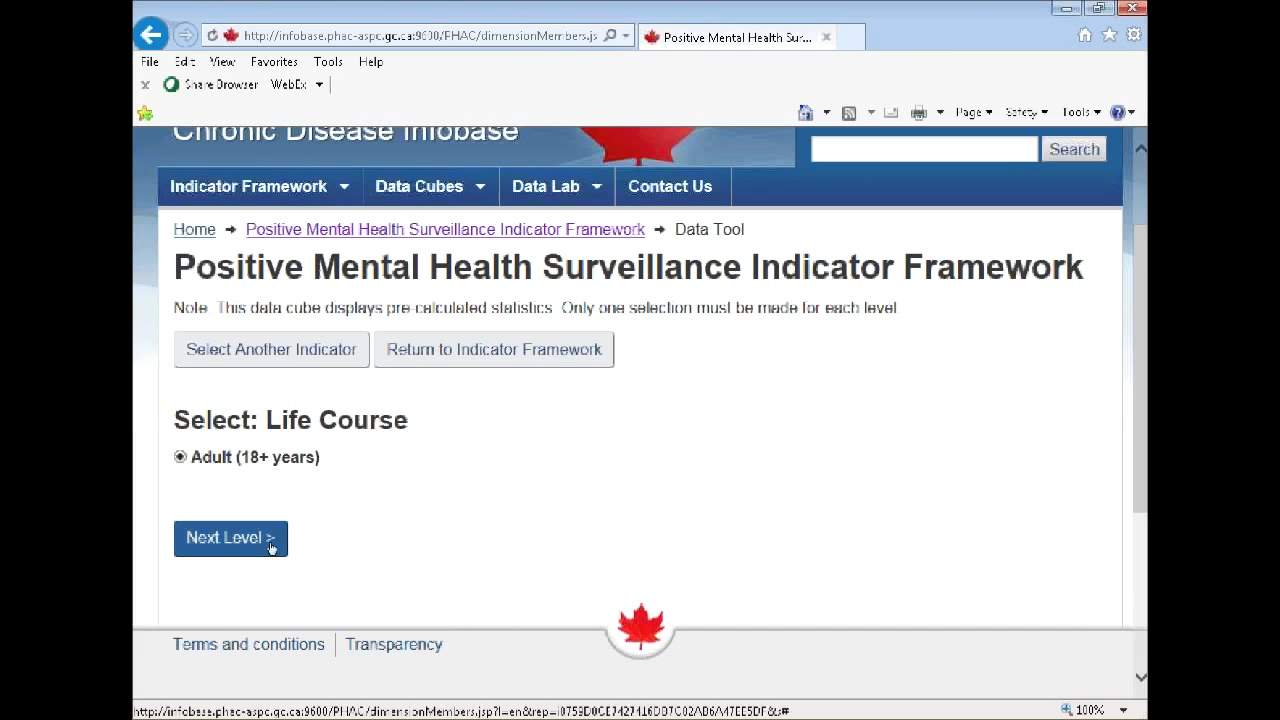 http://infobase.phac-aspc.gc.ca:9600/PHAC/dimensionMembers.js
Positive Mental Health Sur...
File Edit View Favorites Tools Help
x Share Browser WebEx
Page Safety Tools
Chronic Disease Infobase
Search
Indicator Framework Data Cubes Data Lab Contact Us
Home → Positive Mental Health Surveillance Indicator Framework → Data Tool
Positive Mental Health Surveillance Indicator Framework
Note: This data cube displays pre-calculated statistics. Only one selection must be made for each level.
Select Another Indicator Return to Indicator Framework
Select: Life Course
Adult (18+ years)
Next Level >
Terms and conditions Transparency
100%